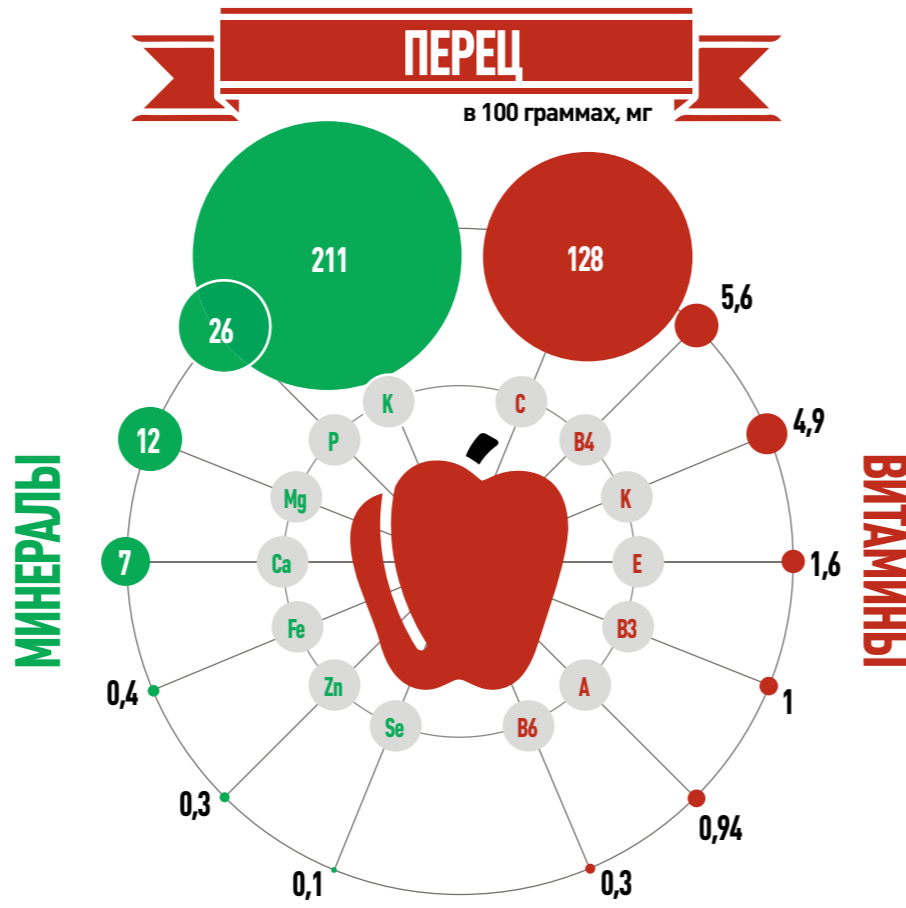 ПЕРЕЦ
в 100 граммах, мг
211
128
26
5,6
12
4,9
7
1,6
0,4
1
0,3
0,94
0,1
0,3
K
C
P
B4
Mg
K
Ca
E
Fe
B3
Zn
A
Se
B6
МИНЕРАЛЫ
ВИТАМИНЫ